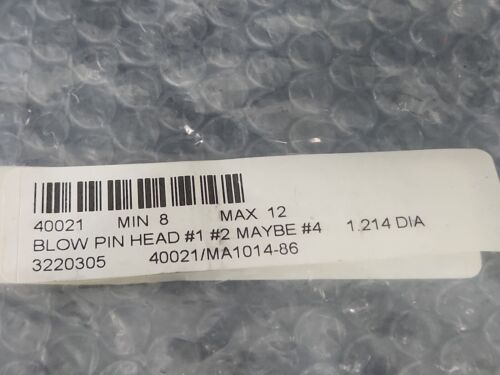 40021 MIN 8 MAX 12
BLOW PIN HEAD #1 #2 MAYBE #4 1.214 DIA
3220305 40021/MA1014-86